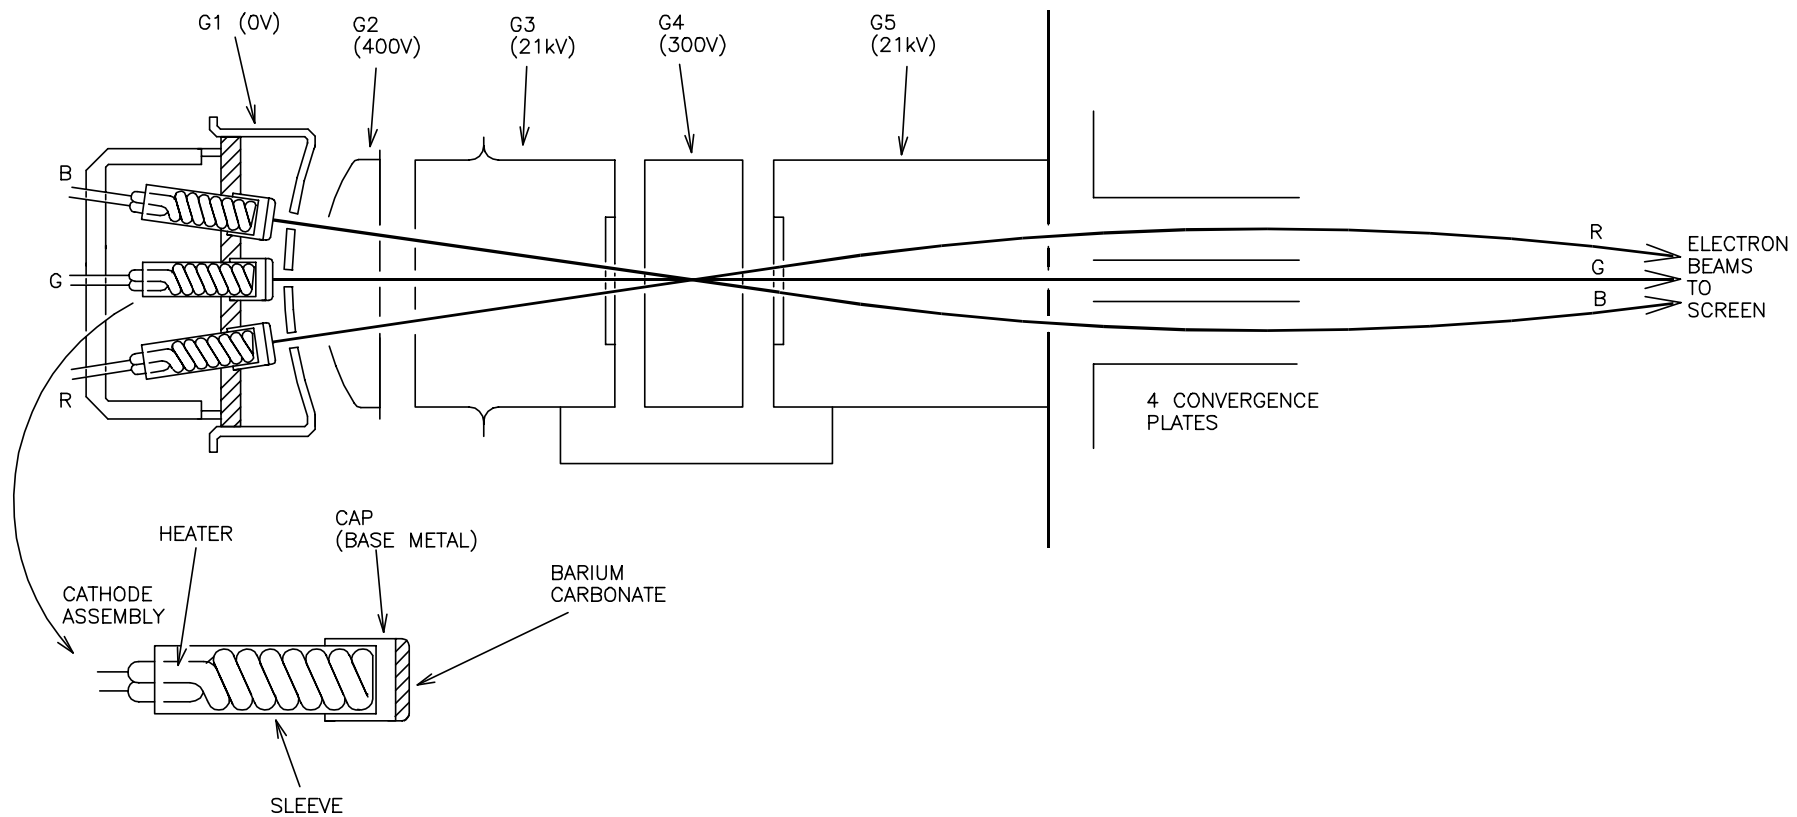 G1 (0V)
G2
(400V)
G3
(21kV)
G4
(300V)
G5
(21kV)
B
G
R
R
G
B
ELECTRON
BEAMS
TO
SCREEN
4 CONVERGENCE
PLATES
HEATER
CAP
(BASE METAL)
BARIUM
CARBONATE
CATHODE
ASSEMBLY
SLEEVE